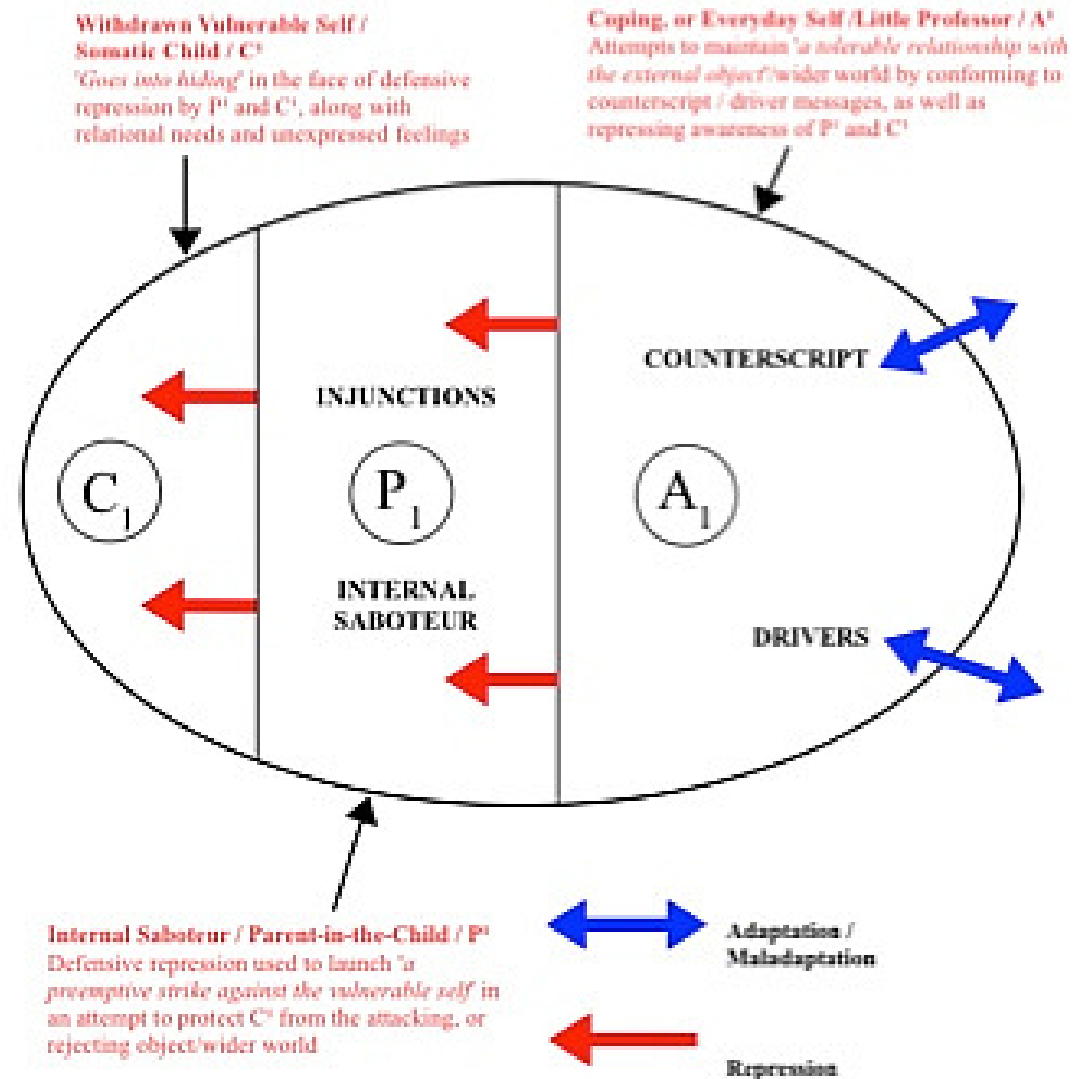 Withdrawn Vulnerable Self /
Somatic Child / C¹
'Goes into hiding' in the face of defensive
repression by P¹ and C¹, along with
relational needs and unexpressed feelings
Coping, or Everyday Self /Little Professor / A¹
Attempts to maintain 'a tolerable relationship with
the external object'/wider world by conforming to
counterscript / driver messages, as well as
repressing awareness of P¹ and C¹
COUNTERSCRIPT
INJUNCTIONS
C1
P1
A1
INTERNAL
SABOTEUR
DRIVERS
Internal Saboteur / Parent-in-the-Child / P¹
Defensive repression used to launch 'a
preemptive strike against the vulnerable self' in
an attempt to protect C¹ from the attacking, or
rejecting object/wider world
Adaptation /
Maladaptation
Repression